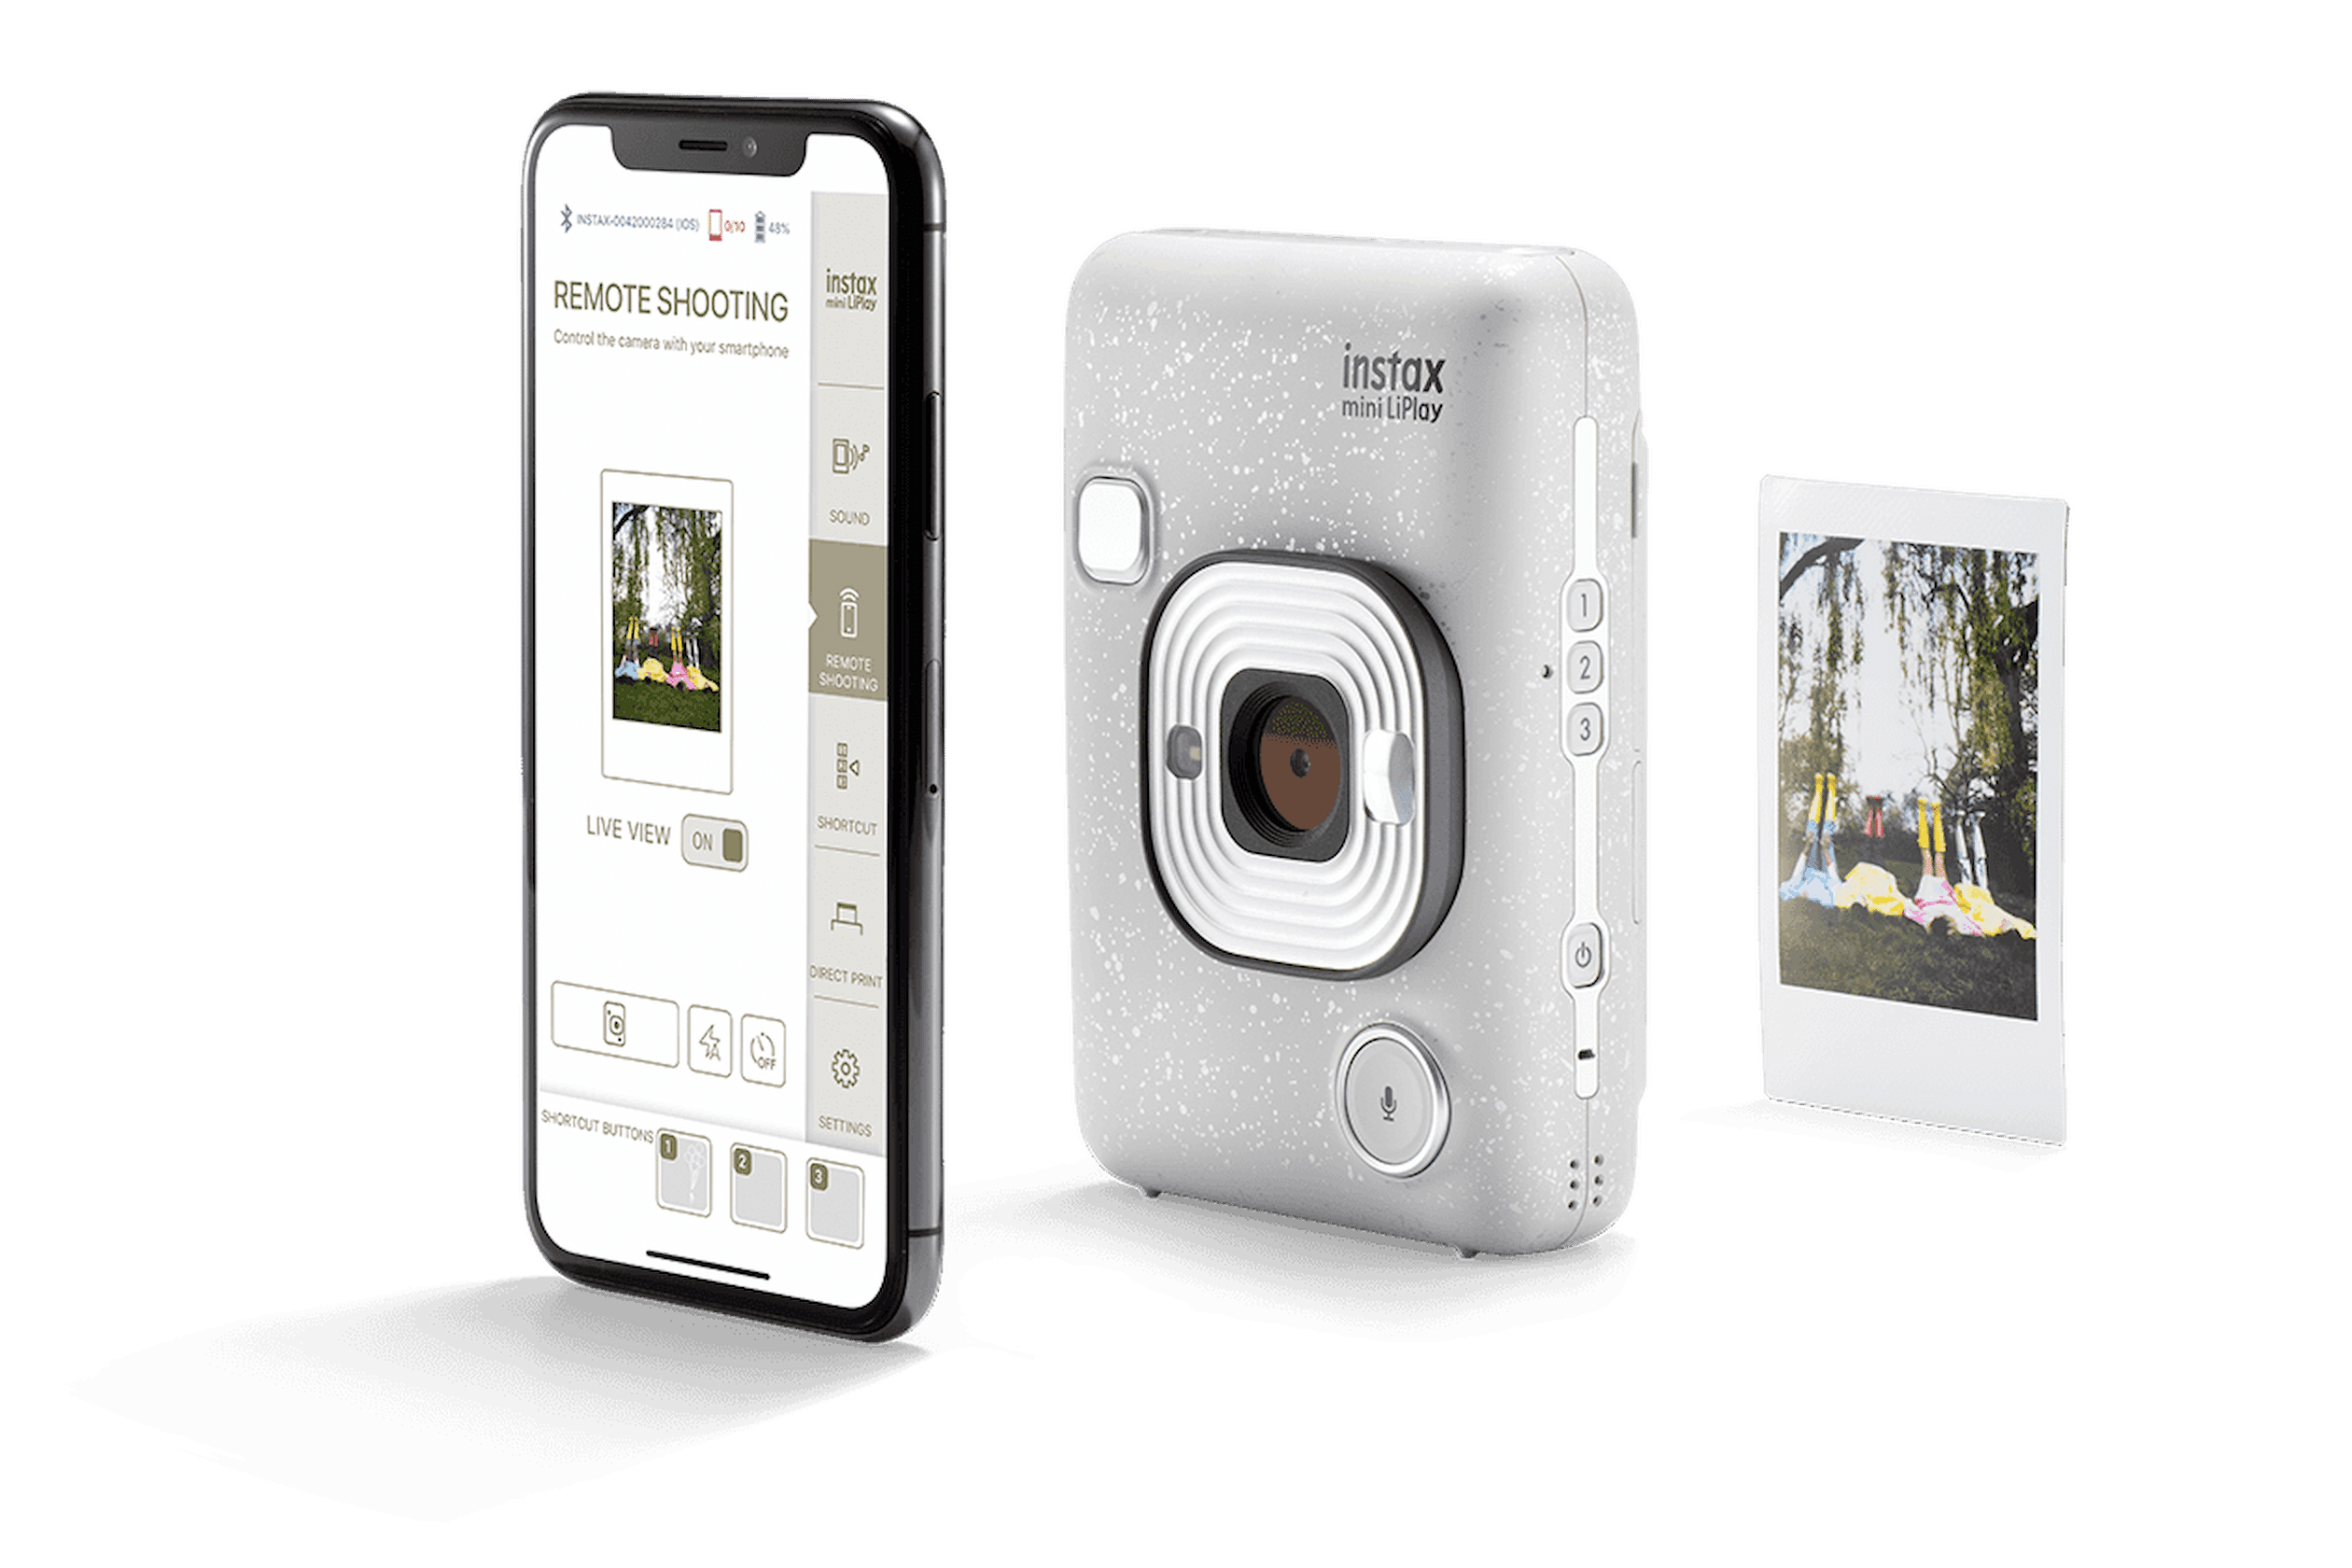 INSTAX-0042000284 (IOS) 0/10 48%
REMOTE SHOOTING
Control the camera with your smartphone
LIVE VIEW ON
A
OFF
SHORTCUT BUTTONS
1
2
3
instax
mini LiPlay
SOUND
REMOTE
SHOOTING
SHORTCUT
DIRECT PRINT
SETTINGS
instax
mini LiPlay
1
2
3